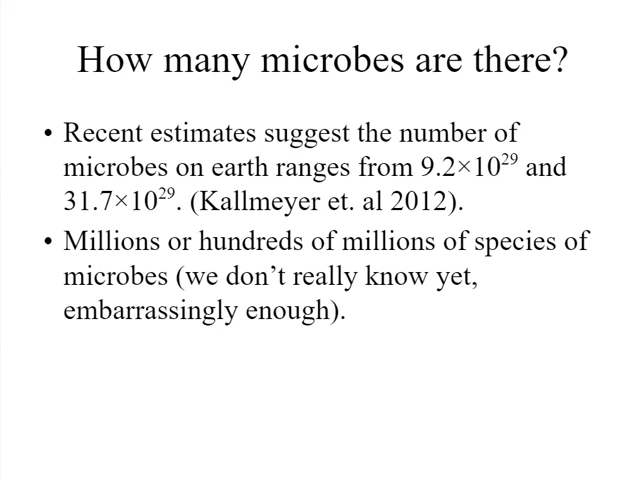 How many microbes are there?
• Recent estimates suggest the number of
microbes on earth ranges from 9.2×10²⁹ and
31.7×10²⁹. (Kallmeyer et. al 2012).
• Millions or hundreds of millions of species of
microbes (we don’t really know yet,
embarrassingly enough).